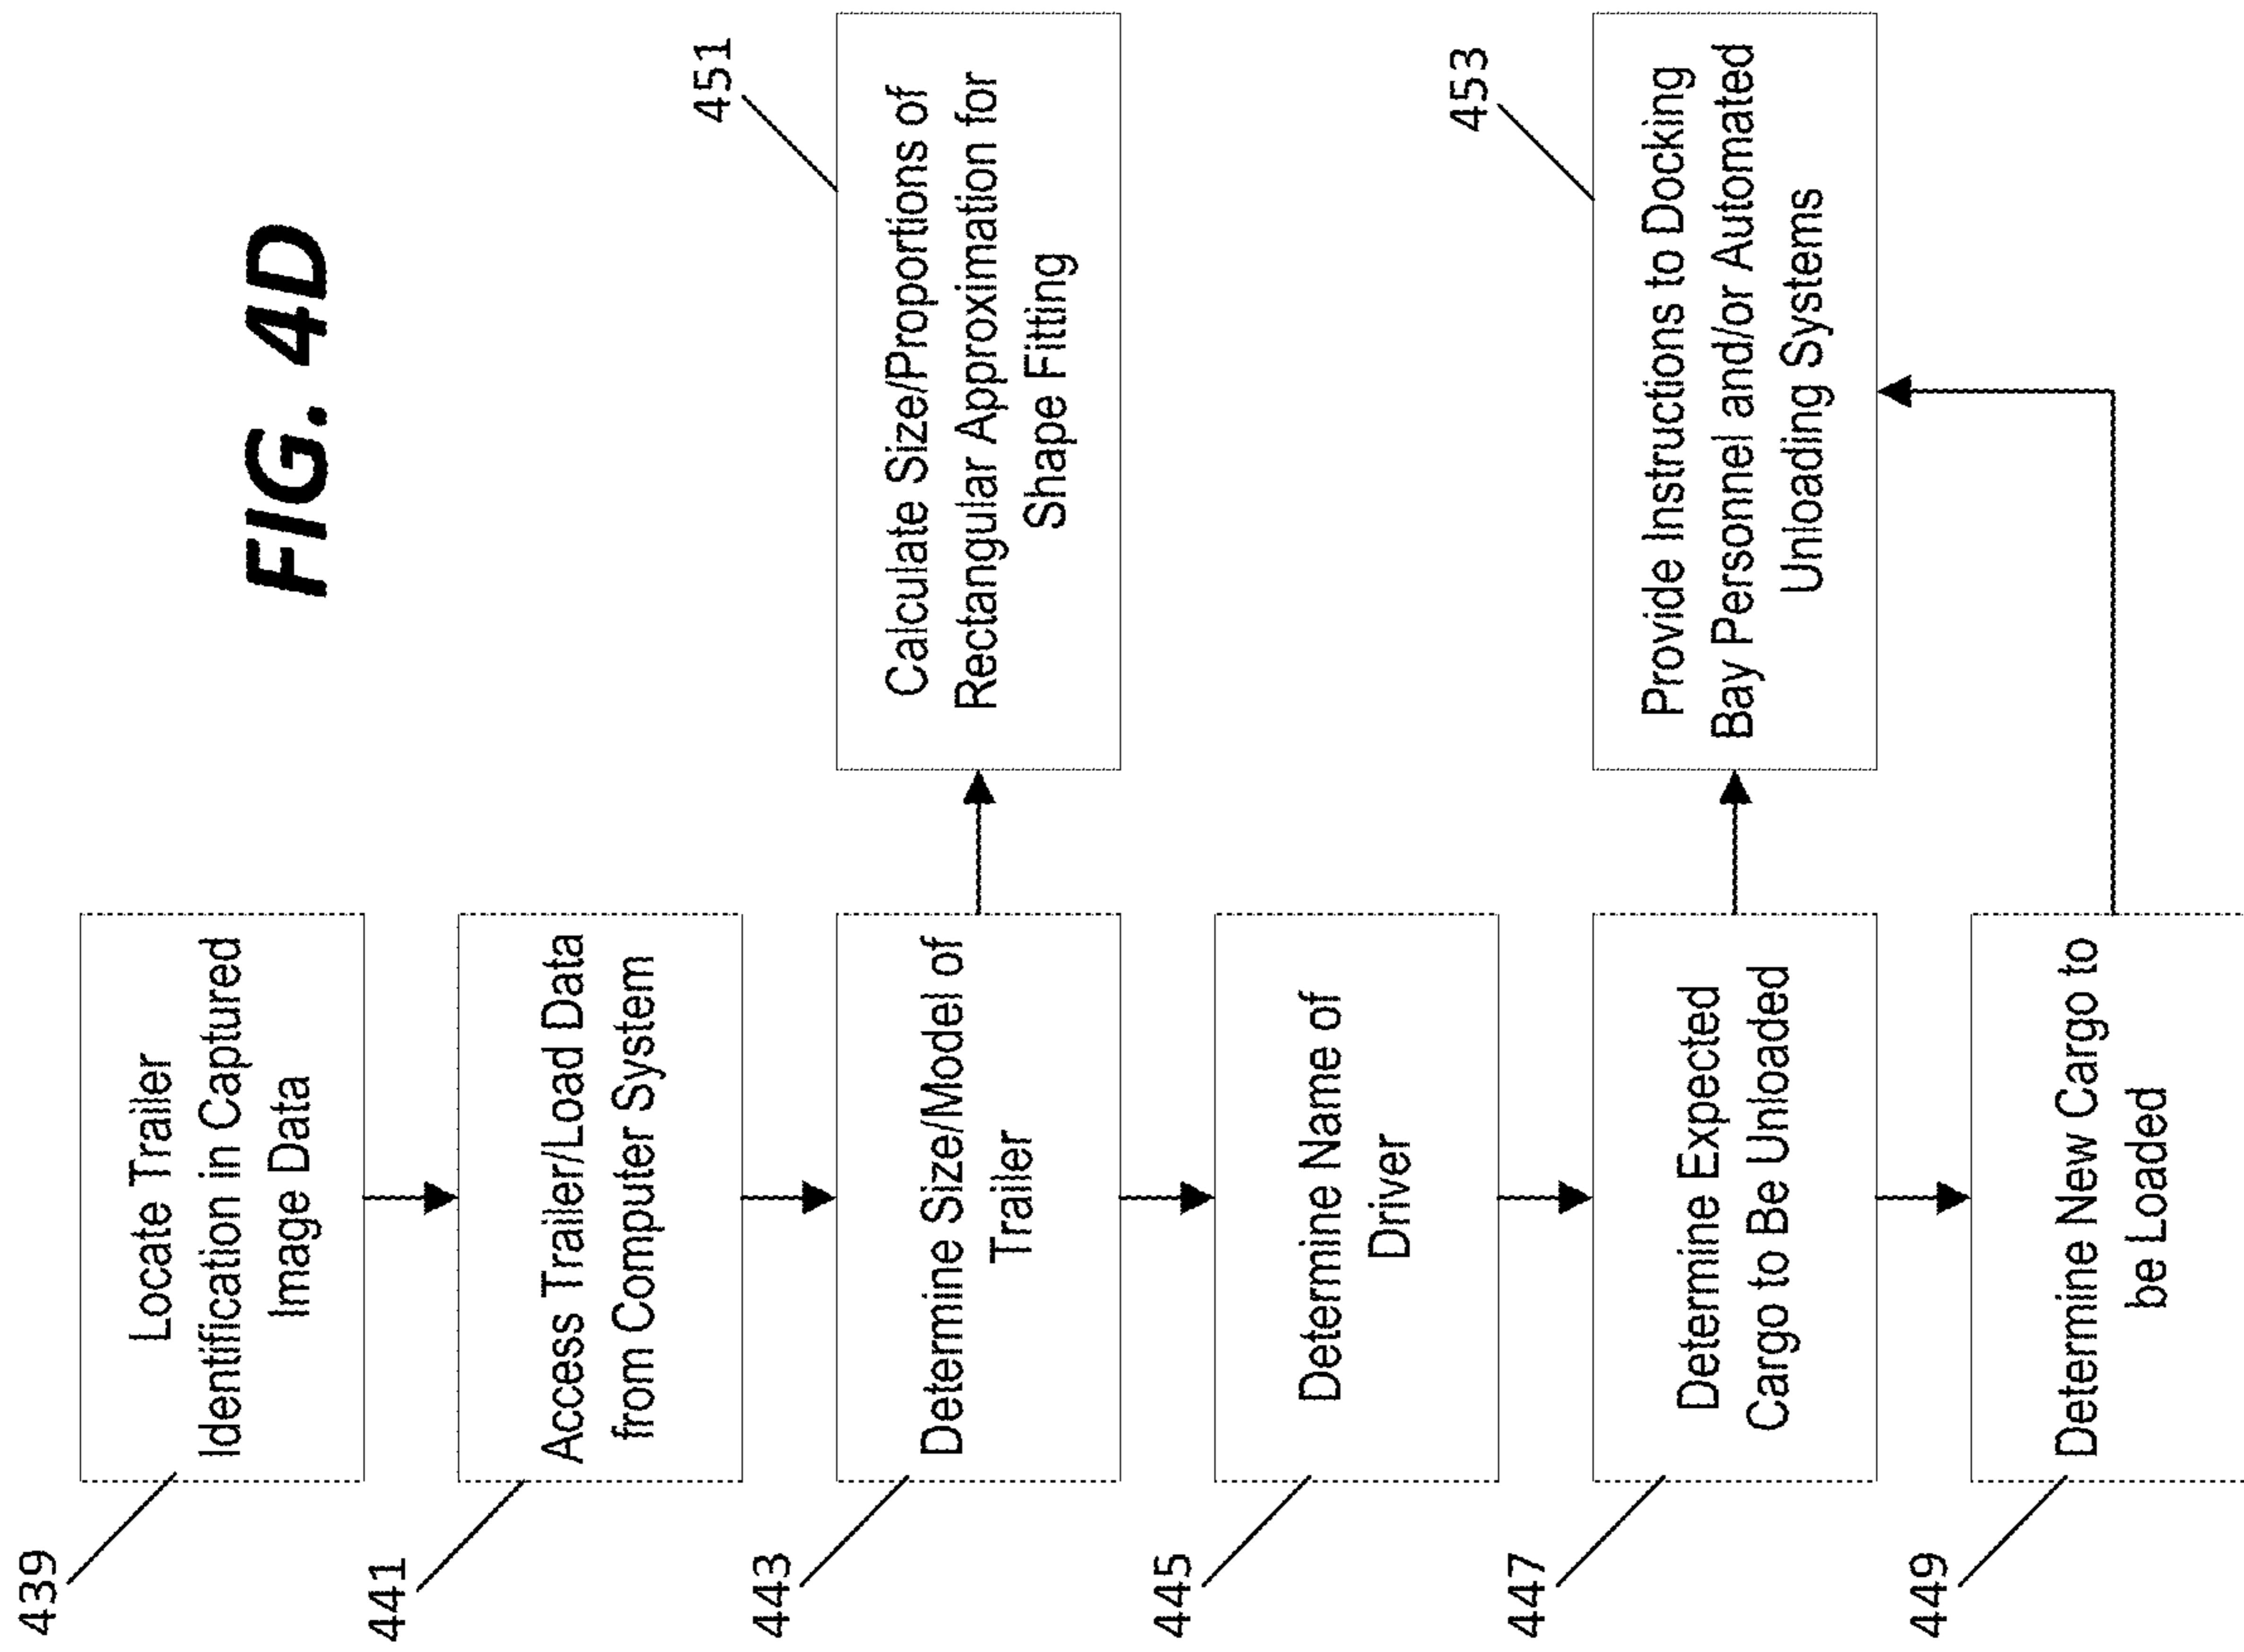 FIG. 4D
439
Locate Trailer
Identification in Captured
Image Data
441
Access Trailer/Load Data
from Computer System
443
Determine Size/Model of
Trailer
451
Calculate Size/Proportions of
Rectangular Approximation for
Shape Fitting
445
Determine Name of
Driver
447
Determine Expected
Cargo to Be Unloaded
453
Provide Instructions to Docking
Bay Personnel and/or Automated
Unloading Systems
449
Determine New Cargo to
be Loaded